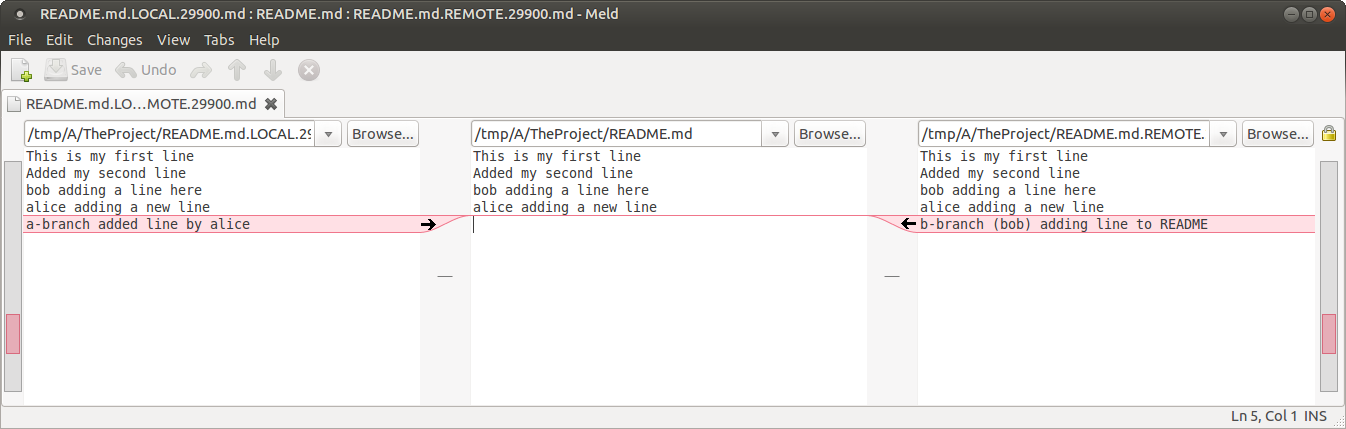 README.md.LOCAL.29900.md : README.md : README.md.REMOTE.29900.md - Meld
File Edit Changes View Tabs Help
Save Undo
README.md.LO...MOTE.29900.md
/tmp/A/TheProject/README.md.LOCAL.29 Browse... /tmp/A/TheProject/README.md Browse... /tmp/A/TheProject/README.md.REMOTE. Browse...
This is my first line
Added my second line
bob adding a line here
alice adding a new line
a-branch added line by alice
This is my first line
Added my second line
bob adding a line here
alice adding a new line
This is my first line
Added my second line
bob adding a line here
alice adding a new line
b-branch (bob) adding line to README
Ln 5, Col 1 INS